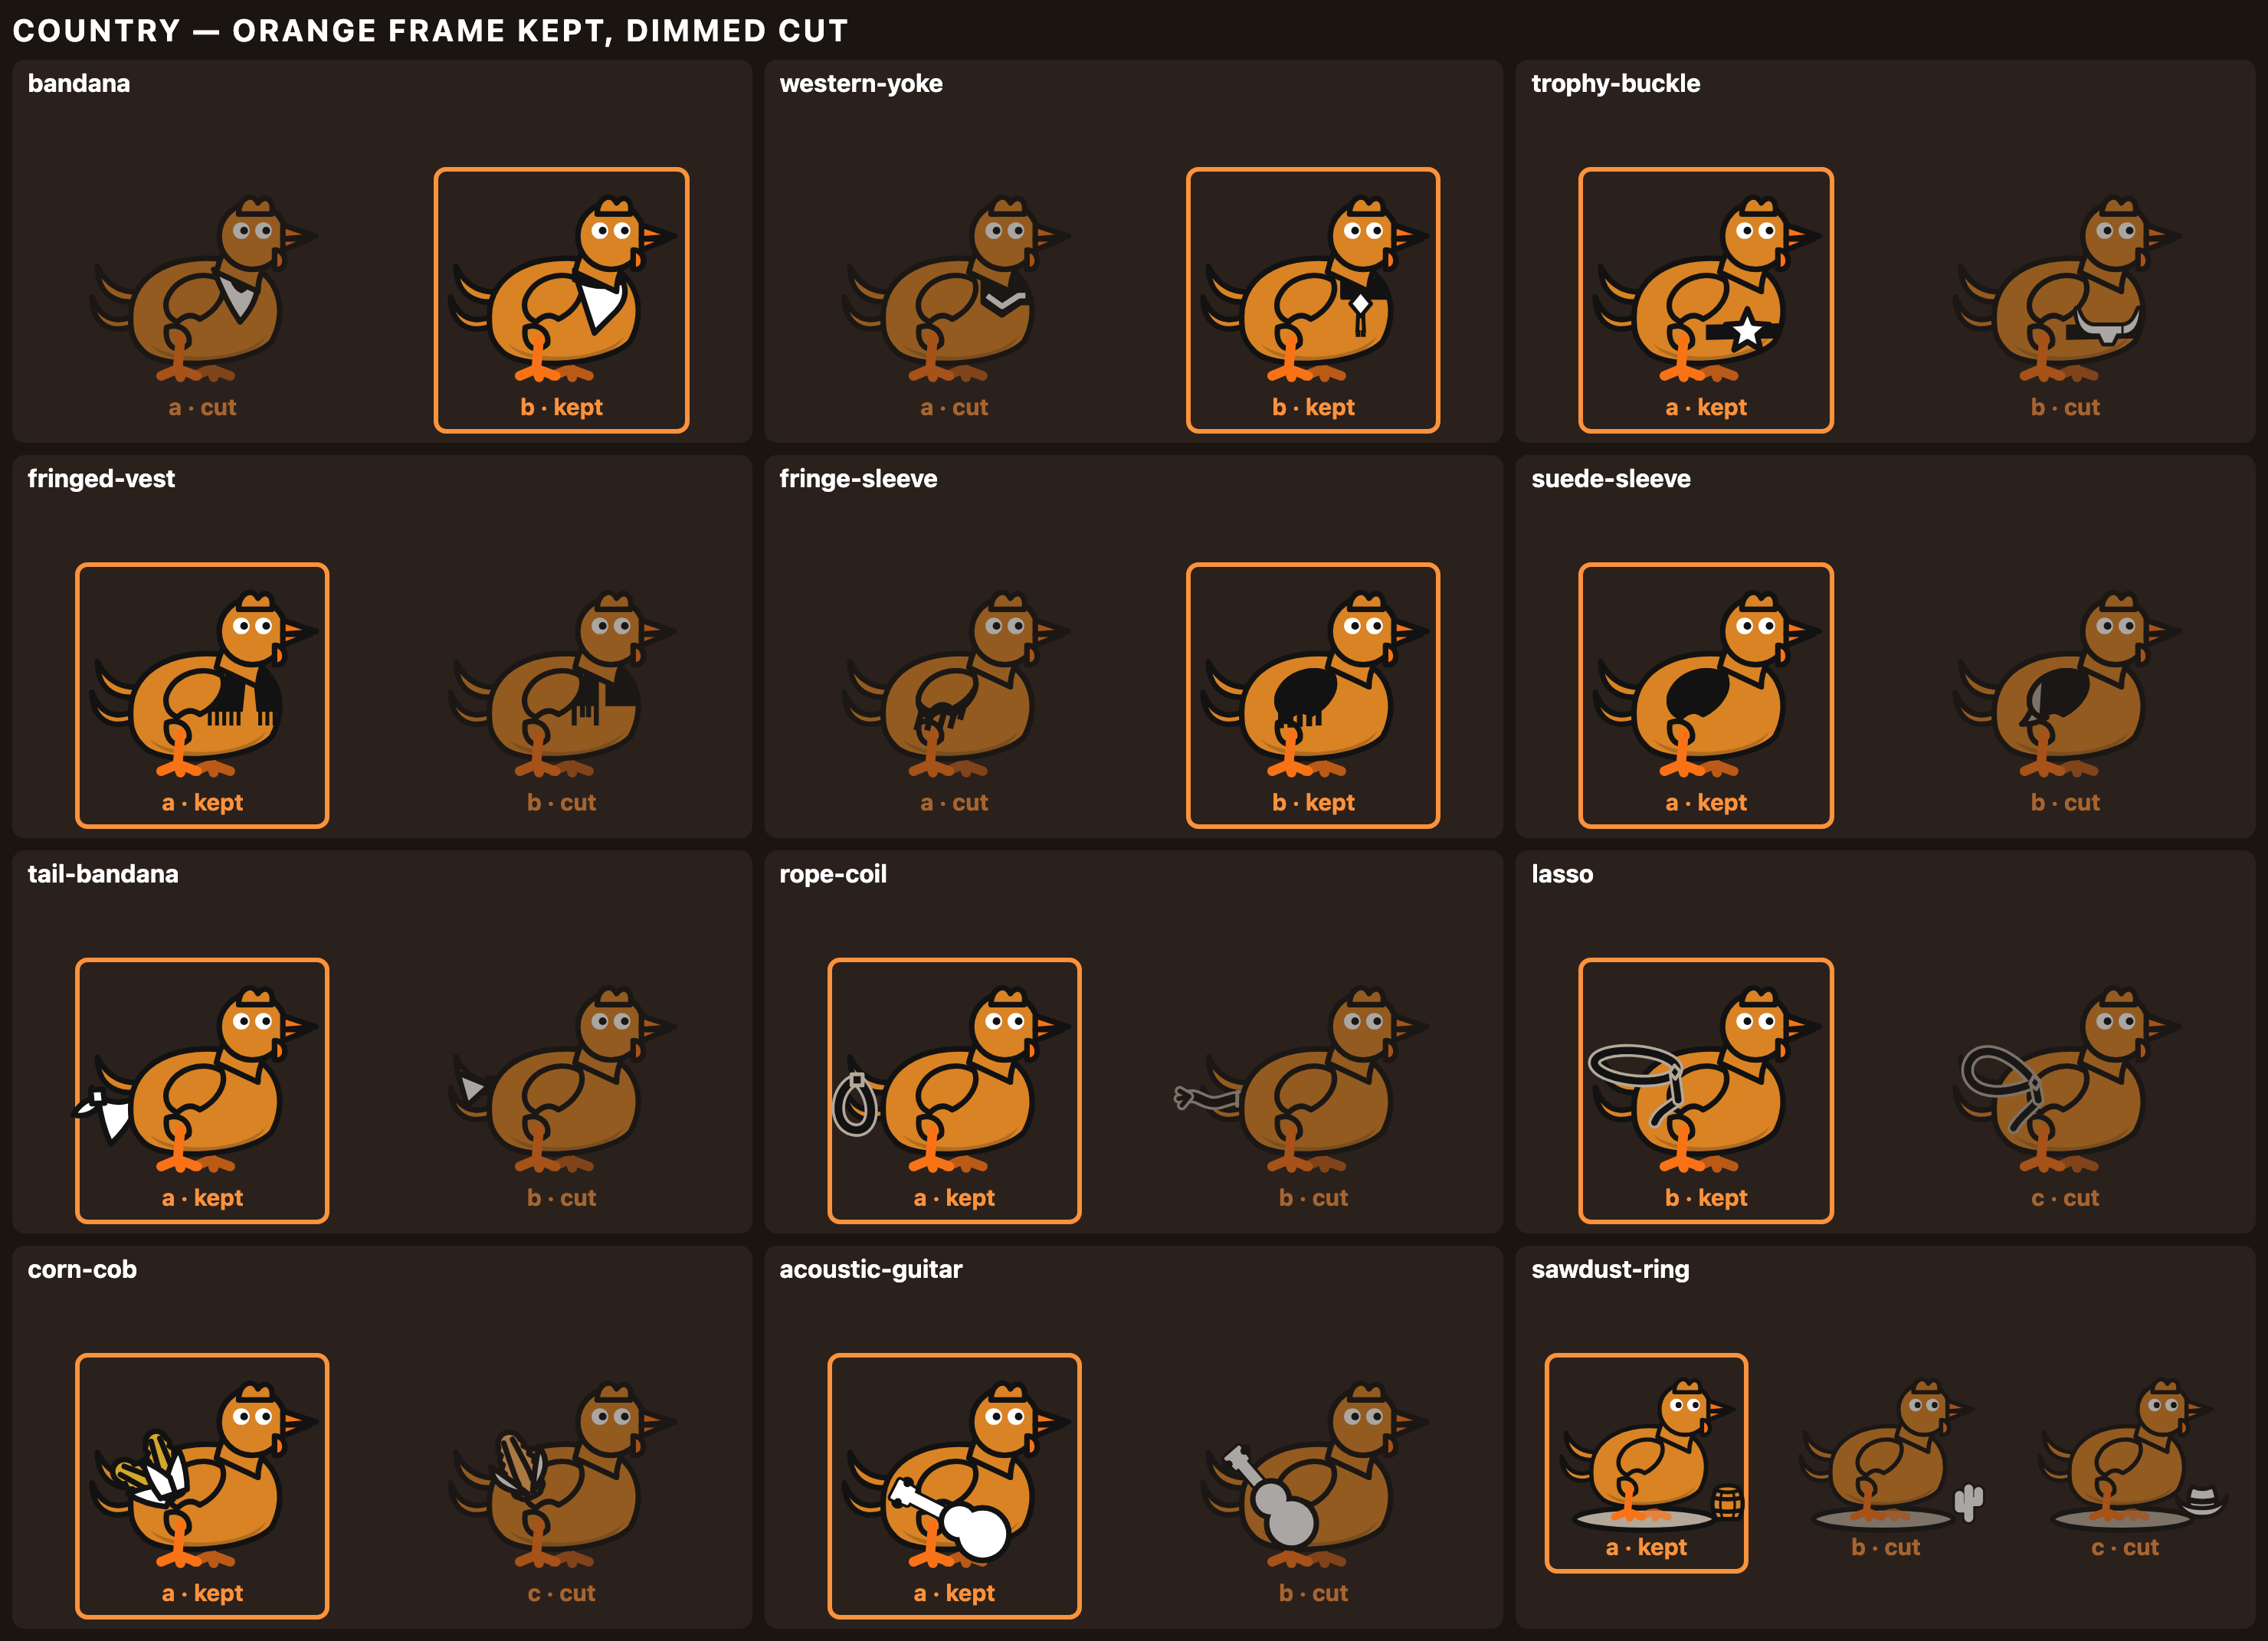 COUNTRY — ORANGE FRAME KEPT, DIMMED CUT
bandana
a · cut
b · kept
western-yoke
a · cut
b · kept
trophy-buckle
a · kept
b · cut
fringed-vest
a · kept
b · cut
fringe-sleeve
a · cut
b · kept
suede-sleeve
a · kept
b · cut
tail-bandana
a · kept
b · cut
rope-coil
a · kept
b · cut
lasso
b · kept
c · cut
corn-cob
a · kept
c · cut
acoustic-guitar
a · kept
b · cut
sawdust-ring
a · kept
b · cut
c · cut